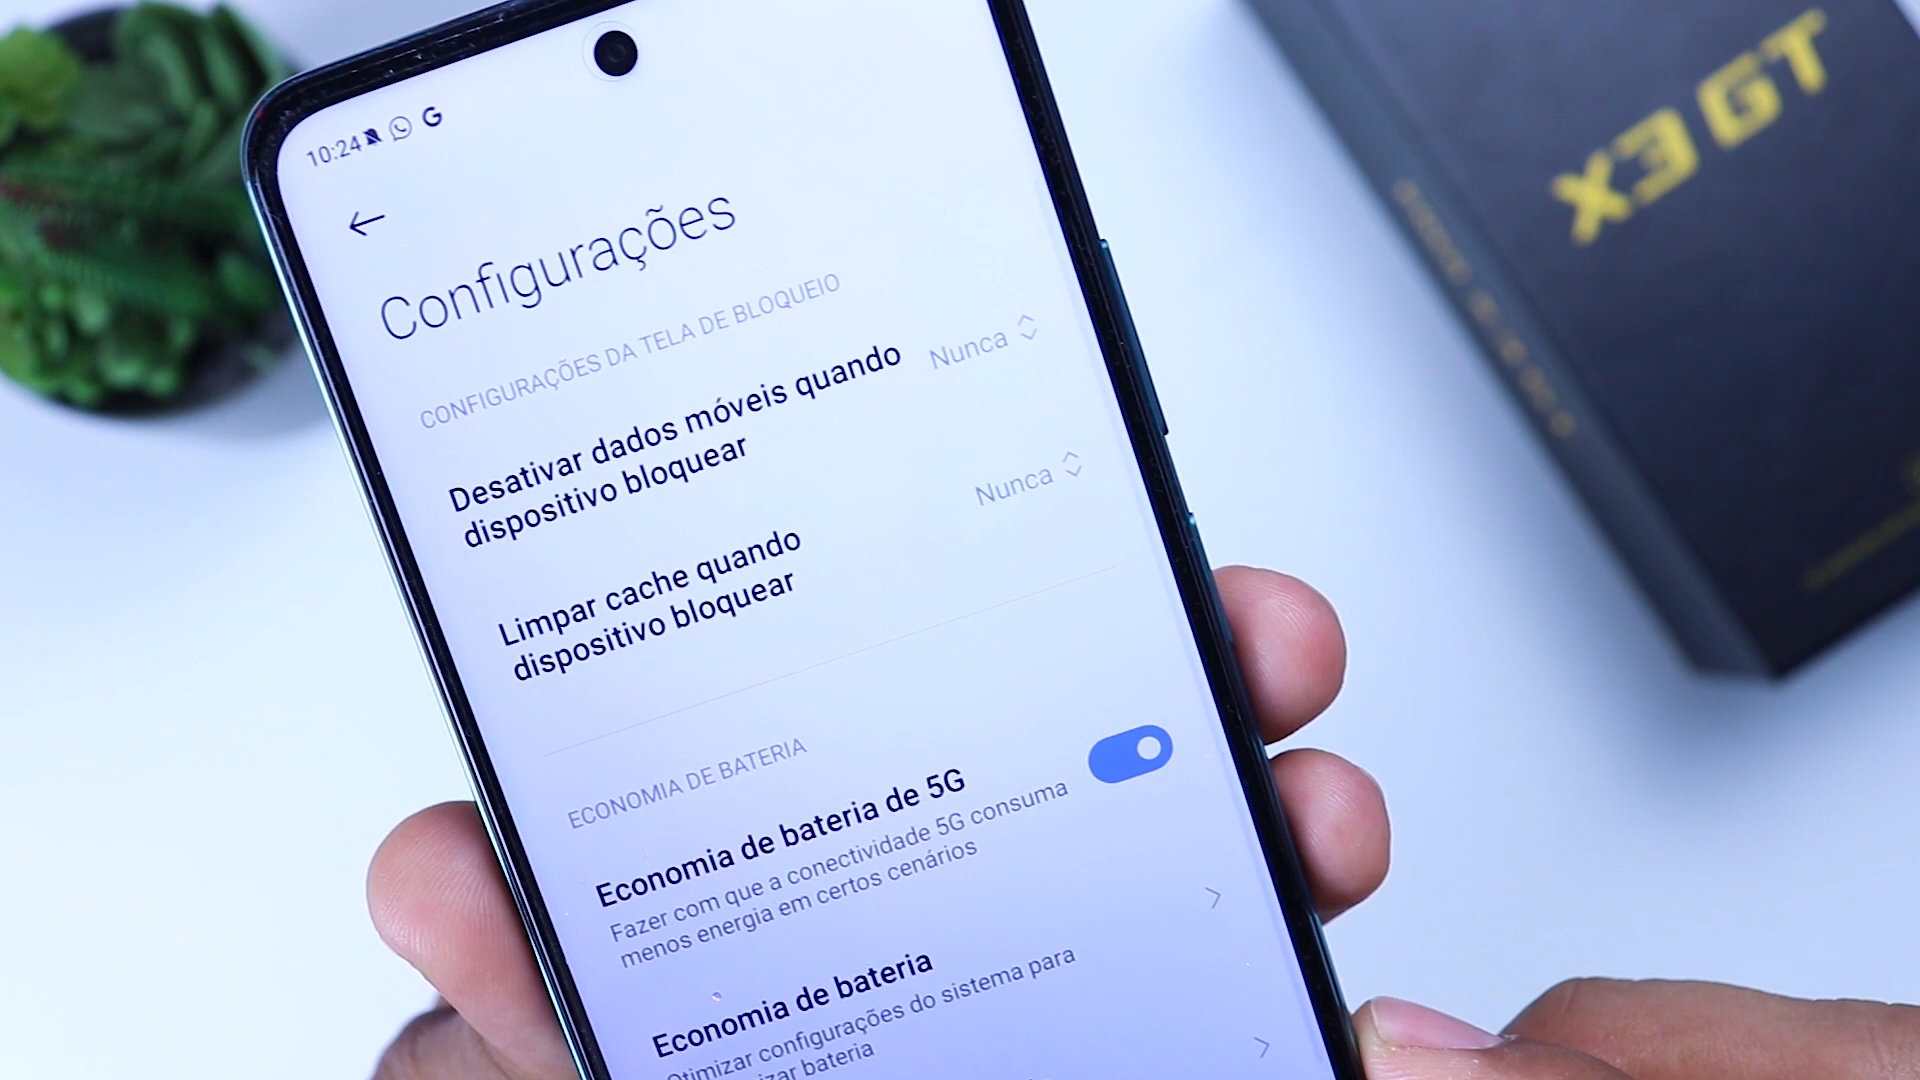 10:24
G
Configurações
CONFIGURAÇÕES DA TELA DE BLOQUEIO
Desativar dados móveis quando
dispositivo bloquear
Nunca
Limpar cache quando
dispositivo bloquear
Nunca
ECONOMIA DE BATERIA
Economia de bateria de 5G
Fazer com que a conectividade 5G consuma
menos energia em certos cenários
Economia de bateria
Otimizar configurações do sistema para
bateria
X3 GT